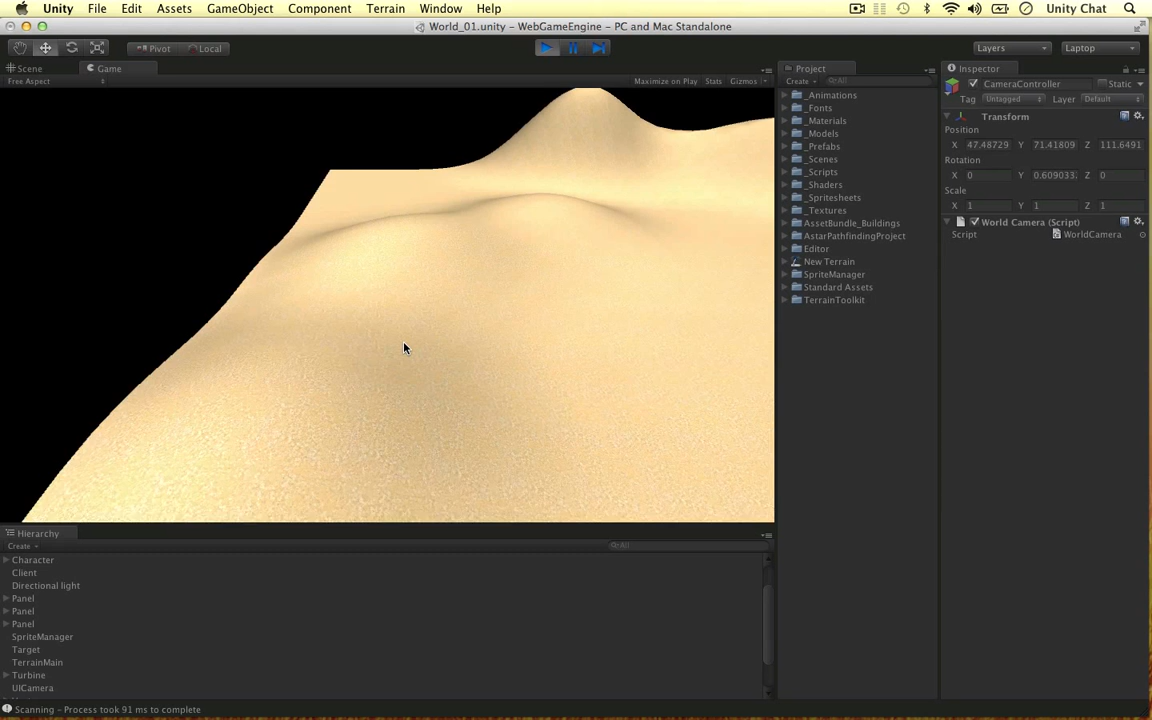 Unity File Edit Assets GameObject Component Terrain Window Help Unity Chat
World_01.unity - WebGameEngine - PC and Mac Standalone
Pivot Local Layers Laptop
Scene Game
Free Aspect Maximize on Play Stats Gizmos
Project
Create All
_Animations
_Fonts
_Materials
_Models
_Prefabs
_Scenes
_Scripts
_Shaders
_Spritesheets
_Textures
AssetBundle_Buildings
AstarPathfindingProject
Editor
New Terrain
SpriteManager
Standard Assets
TerrainToolkit
Inspector
CameraController Static
Tag Untagged Layer Default
Transform
Position
X 47.48729 Y 71.41809 Z 111.6491
Rotation
X 0 Y 0.609033. Z 0
Scale
X 1 Y 1 Z 1
World Camera (Script)
Script WorldCamera
Hierarchy
Create All
Character
Client
Directional light
Panel
Panel
Panel
SpriteManager
Target
TerrainMain
Turbine
UICamera
Scanning - Process took 91 ms to complete